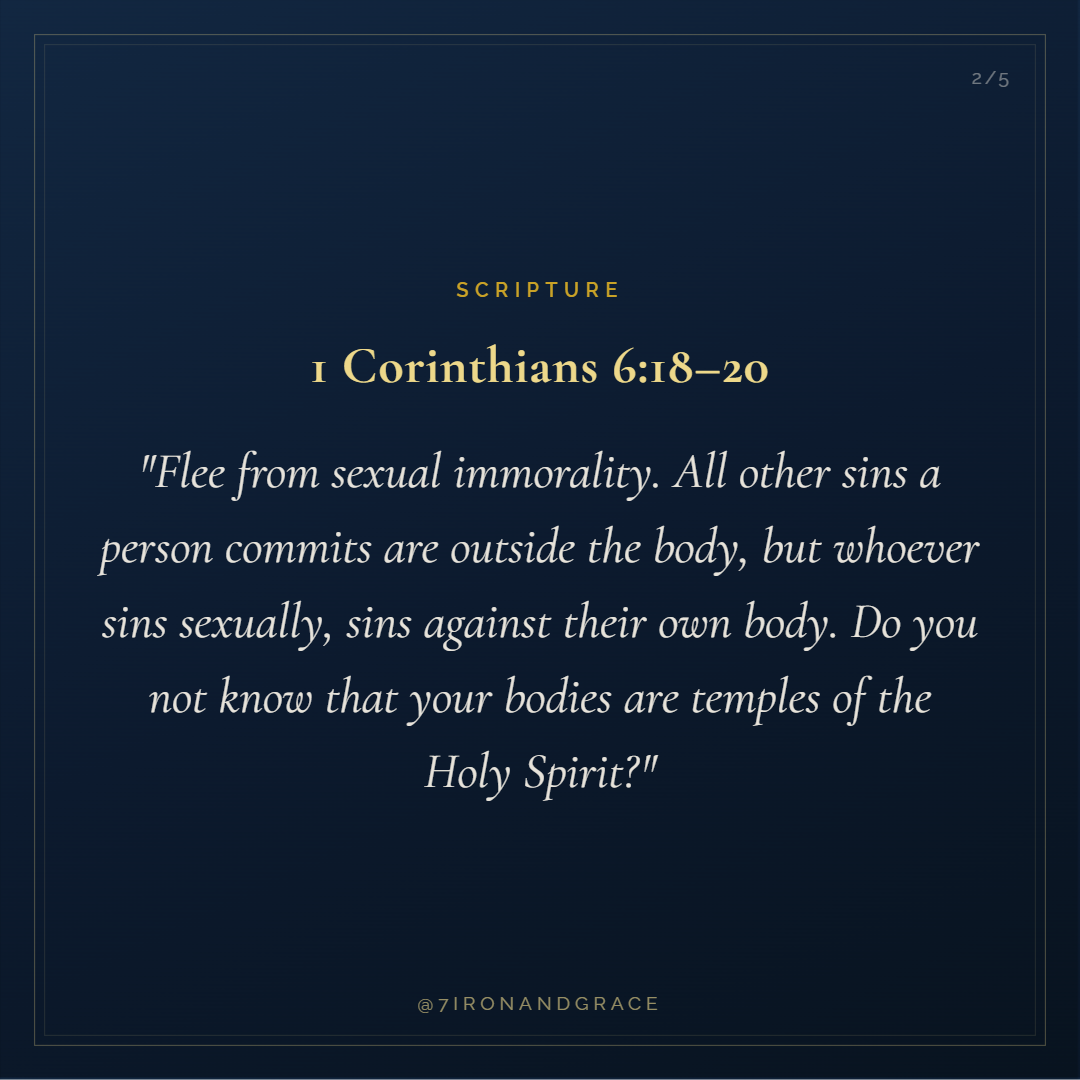 2/5
SCRIPTURE
1 Corinthians 6:18–20
"Flee from sexual immorality. All other sins a
person commits are outside the body, but whoever
sins sexually, sins against their own body. Do you
not know that your bodies are temples of the
Holy Spirit?"
@7IRONANDGRACE